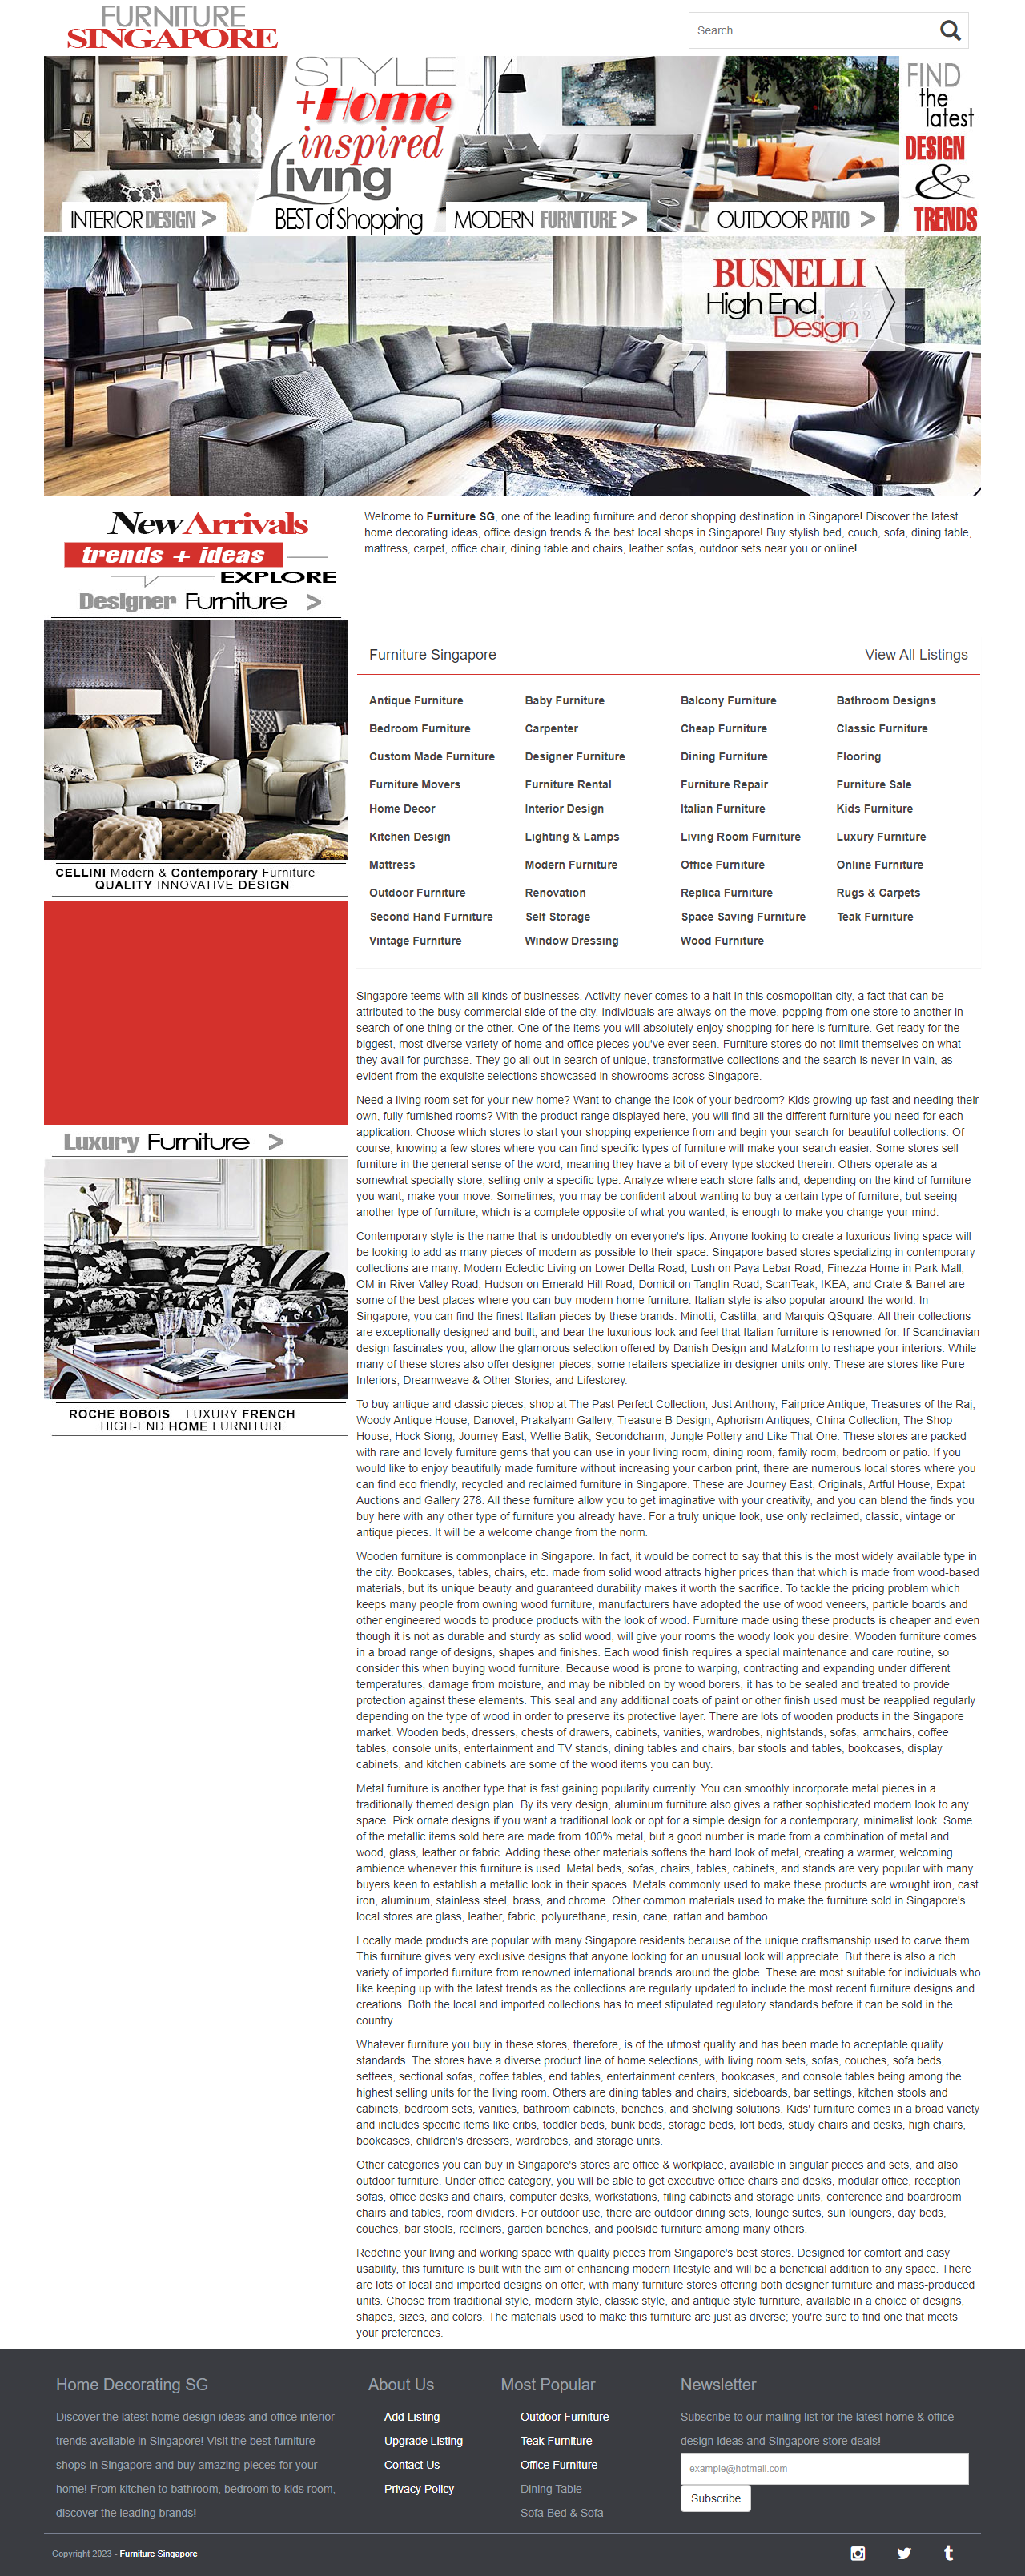 FURNITURE
SINGAPORE
Search
STYLE
+Home
inspired
Living
INTERIOR DESIGN >
BEST of Shopping
MODERN FURNITURE >
OUTDOOR PATIO >
FIND
the
latest
DESIGN
&
TRENDS
BUSNELLI
High End
Design
New Arrivals
trends + ideas
EXPLORE
Designer Furniture >
CELLINI Modern & Contemporary Furniture
QUALITY INNOVATIVE DESIGN
Luxury Furniture >
ROCHE BOBOIS LUXURY FRENCH
HIGH-END HOME FURNITURE
Welcome to Furniture SG, one of the leading furniture and decor shopping destination in Singapore! Discover the latest
home decorating ideas, office design trends & the best local shops in Singapore! Buy stylish bed, couch, sofa, dining table,
mattress, carpet, office chair, dining table and chairs, leather sofas, outdoor sets near you or online!
Furniture Singapore View All Listings
Antique Furniture Baby Furniture Balcony Furniture Bathroom Designs
Bedroom Furniture Carpenter Cheap Furniture Classic Furniture
Custom Made Furniture Designer Furniture Dining Furniture Flooring
Furniture Movers Furniture Rental Furniture Repair Furniture Sale
Home Decor Interior Design Italian Furniture Kids Furniture
Kitchen Design Lighting & Lamps Living Room Furniture Luxury Furniture
Mattress Modern Furniture Office Furniture Online Furniture
Outdoor Furniture Renovation Replica Furniture Rugs & Carpets
Second Hand Furniture Self Storage Space Saving Furniture Teak Furniture
Vintage Furniture Window Dressing Wood Furniture
Singapore teems with all kinds of businesses. Activity never comes to a halt in this cosmopolitan city, a fact that can be
attributed to the busy commercial side of the city. Individuals are always on the move, popping from one store to another in
search of one thing or the other. One of the items you will absolutely enjoy shopping for here is furniture. Get ready for the
biggest, most diverse variety of home and office pieces you've ever seen. Furniture stores do not limit themselves on what
they avail for purchase. They go all out in search of unique, transformative collections and the search is never in vain, as
evident from the exquisite selections showcased in showrooms across Singapore.
Need a living room set for your new home? Want to change the look of your bedroom? Kids growing up fast and needing their
own, fully furnished rooms? With the product range displayed here, you will find all the different furniture you need for each
application. Choose which stores to start your shopping experience from and begin your search for beautiful collections. Of
course, knowing a few stores where you can find specific types of furniture will make your search easier. Some stores sell
furniture in the general sense of the word, meaning they have a bit of every type stocked therein. Others operate as a
somewhat specialty store, selling only a specific type. Analyze where each store falls and, depending on the kind of furniture
you want, make your move. Sometimes, you may be confident about wanting to buy a certain type of furniture, but seeing
another type of furniture, which is a complete opposite of what you wanted, is enough to make you change your mind.
Contemporary style is the name that is undoubtedly on everyone's lips. Anyone looking to create a luxurious living space will
be looking to add as many pieces of modern as possible to their space. Singapore based stores specializing in contemporary
collections are many. Modern Eclectic Living on Lower Delta Road, Lush on Paya Lebar Road, Finezza Home in Park Mall,
OM in River Valley Road, Hudson on Emerald Hill Road, Domicil on Tanglin Road, ScanTeak, IKEA, and Crate & Barrel are
some of the best places where you can buy modern home furniture. Italian style is also popular around the world. In
Singapore, you can find the finest Italian pieces by these brands: Minotti, Castilla, and Marquis QSquare. All their collections
are exceptionally designed and built, and bear the luxurious look and feel that Italian furniture is renowned for. If Scandinavian
design fascinates you, allow the glamorous selection offered by Danish Design and Matzform to reshape your interiors. While
many of these stores also offer designer pieces, some retailers specialize in designer units only. These are stores like Pure
Interiors, Dreamweave & Other Stories, and Lifestorey.
To buy antique and classic pieces, shop at The Past Perfect Collection, Just Anthony, Fairprice Antique, Treasures of the Raj,
Woody Antique House, Danovel, Prakalyam Gallery, Treasure B Design, Aphorism Antiques, China Collection, The Shop
House, Hock Siong, Journey East, Wellie Batik, Secondcharm, Jungle Pottery and Like That One. These stores are packed
with rare and lovely furniture gems that you can use in your living room, dining room, family room, bedroom or patio. If you
would like to enjoy beautifully made furniture without increasing your carbon print, there are numerous local stores where you
can find eco friendly, recycled and reclaimed furniture in Singapore. These are Journey East, Originals, Artful House, Expat
Auctions and Gallery 278. All these furniture allow you to get imaginative with your creativity, and you can blend the finds you
buy here with any other type of furniture you already have. For a truly unique look, use only reclaimed, classic, vintage or
antique pieces. It will be a welcome change from the norm.
Wooden furniture is commonplace in Singapore. In fact, it would be correct to say that this is the most widely available type in
the city. Bookcases, tables, chairs, etc. made from solid wood attracts higher prices than that which is made from wood-based
materials, but its unique beauty and guaranteed durability makes it worth the sacrifice. To tackle the pricing problem which
keeps many people from owning wood furniture, manufacturers have adopted the use of wood veneers, particle boards and
other engineered woods to produce products with the look of wood. Furniture made using these products is cheaper and even
though it is not as durable and sturdy as solid wood, will give your rooms the woody look you desire. Wooden furniture comes
in a broad range of designs, shapes and finishes. Each wood finish requires a special maintenance and care routine, so
consider this when buying wood furniture. Because wood is prone to warping, contracting and expanding under different
temperatures, damage from moisture, and may be nibbled on by wood borers, it has to be sealed and treated to provide
protection against these elements. This seal and any additional coats of paint or other finish used must be reapplied regularly
depending on the type of wood in order to preserve its protective layer. There are lots of wooden products in the Singapore
market. Wooden beds, dressers, chests of drawers, cabinets, vanities, wardrobes, nightstands, sofas, armchairs, coffee
tables, console units, entertainment and TV stands, dining tables and chairs, bar stools and tables, bookcases, display
cabinets, and kitchen cabinets are some of the wood items you can buy.
Metal furniture is another type that is fast gaining popularity currently. You can smoothly incorporate metal pieces in a
traditionally themed design plan. By its very design, aluminum furniture also gives a rather sophisticated modern look to any
space. Pick ornate designs if you want a traditional look or opt for a simple design for a contemporary, minimalist look. Some
of the metallic items sold here are made from 100% metal, but a good number is made from a combination of metal and
wood, glass, leather or fabric. Adding these other materials softens the hard look of metal, creating a warmer, welcoming
ambience whenever this furniture is used. Metal beds, sofas, chairs, tables, cabinets, and stands are very popular with many
buyers keen to establish a metallic look in their spaces. Metals commonly used to make these products are wrought iron, cast
iron, aluminum, stainless steel, brass, and chrome. Other common materials used to make the furniture sold in Singapore's
local stores are glass, leather, fabric, polyurethane, resin, cane, rattan and bamboo.
Locally made products are popular with many Singapore residents because of the unique craftsmanship used to carve them.
This furniture gives very exclusive designs that anyone looking for an unusual look will appreciate. But there is also a rich
variety of imported furniture from renowned international brands around the globe. These are most suitable for individuals who
like keeping up with the latest trends as the collections are regularly updated to include the most recent furniture designs and
creations. Both the local and imported collections has to meet stipulated regulatory standards before it can be sold in the
country.
Whatever furniture you buy in these stores, therefore, is of the utmost quality and has been made to acceptable quality
standards. The stores have a diverse product line of home selections, with living room sets, sofas, couches, sofa beds,
settees, sectional sofas, coffee tables, end tables, entertainment centers, bookcases, and console tables being among the
highest selling units for the living room. Others are dining tables and chairs, sideboards, bar settings, kitchen stools and
cabinets, bedroom sets, vanities, bathroom cabinets, benches, and shelving solutions. Kids' furniture comes in a broad variety
and includes specific items like cribs, toddler beds, bunk beds, storage beds, loft beds, study chairs and desks, high chairs,
bookcases, children's dressers, wardrobes, and storage units.
Other categories you can buy in Singapore's stores are office & workplace, available in singular pieces and sets, and also
outdoor furniture. Under office category, you will be able to get executive office chairs and desks, modular office, reception
sofas, office desks and chairs, computer desks, workstations, filing cabinets and storage units, conference and boardroom
chairs and tables, room dividers. For outdoor use, there are outdoor dining sets, lounge suites, sun loungers, day beds,
couches, bar stools, recliners, garden benches, and poolside furniture among many others.
Redefine your living and working space with quality pieces from Singapore's best stores. Designed for comfort and easy
usability, this furniture is built with the aim of enhancing modern lifestyle and will be a beneficial addition to any space. There
are lots of local and imported designs on offer, with many furniture stores offering both designer furniture and mass-produced
units. Choose from traditional style, modern style, classic style, and antique style furniture, available in a choice of designs,
shapes, sizes, and colors. The materials used to make this furniture are just as diverse; you're sure to find one that meets
your preferences.
Home Decorating SG
Discover the latest home design ideas and office interior
trends available in Singapore! Visit the best furniture
shops in Singapore and buy amazing pieces for your
home! From kitchen to bathroom, bedroom to kids room,
discover the leading brands!
About Us
Add Listing
Upgrade Listing
Contact Us
Privacy Policy
Most Popular
Outdoor Furniture
Teak Furniture
Office Furniture
Dining Table
Sofa Bed & Sofa
Newsletter
Subscribe to our mailing list for the latest home & office
design ideas and Singapore store deals!
example@hotmail.com
Subscribe
Copyright 2023 - Furniture Singapore